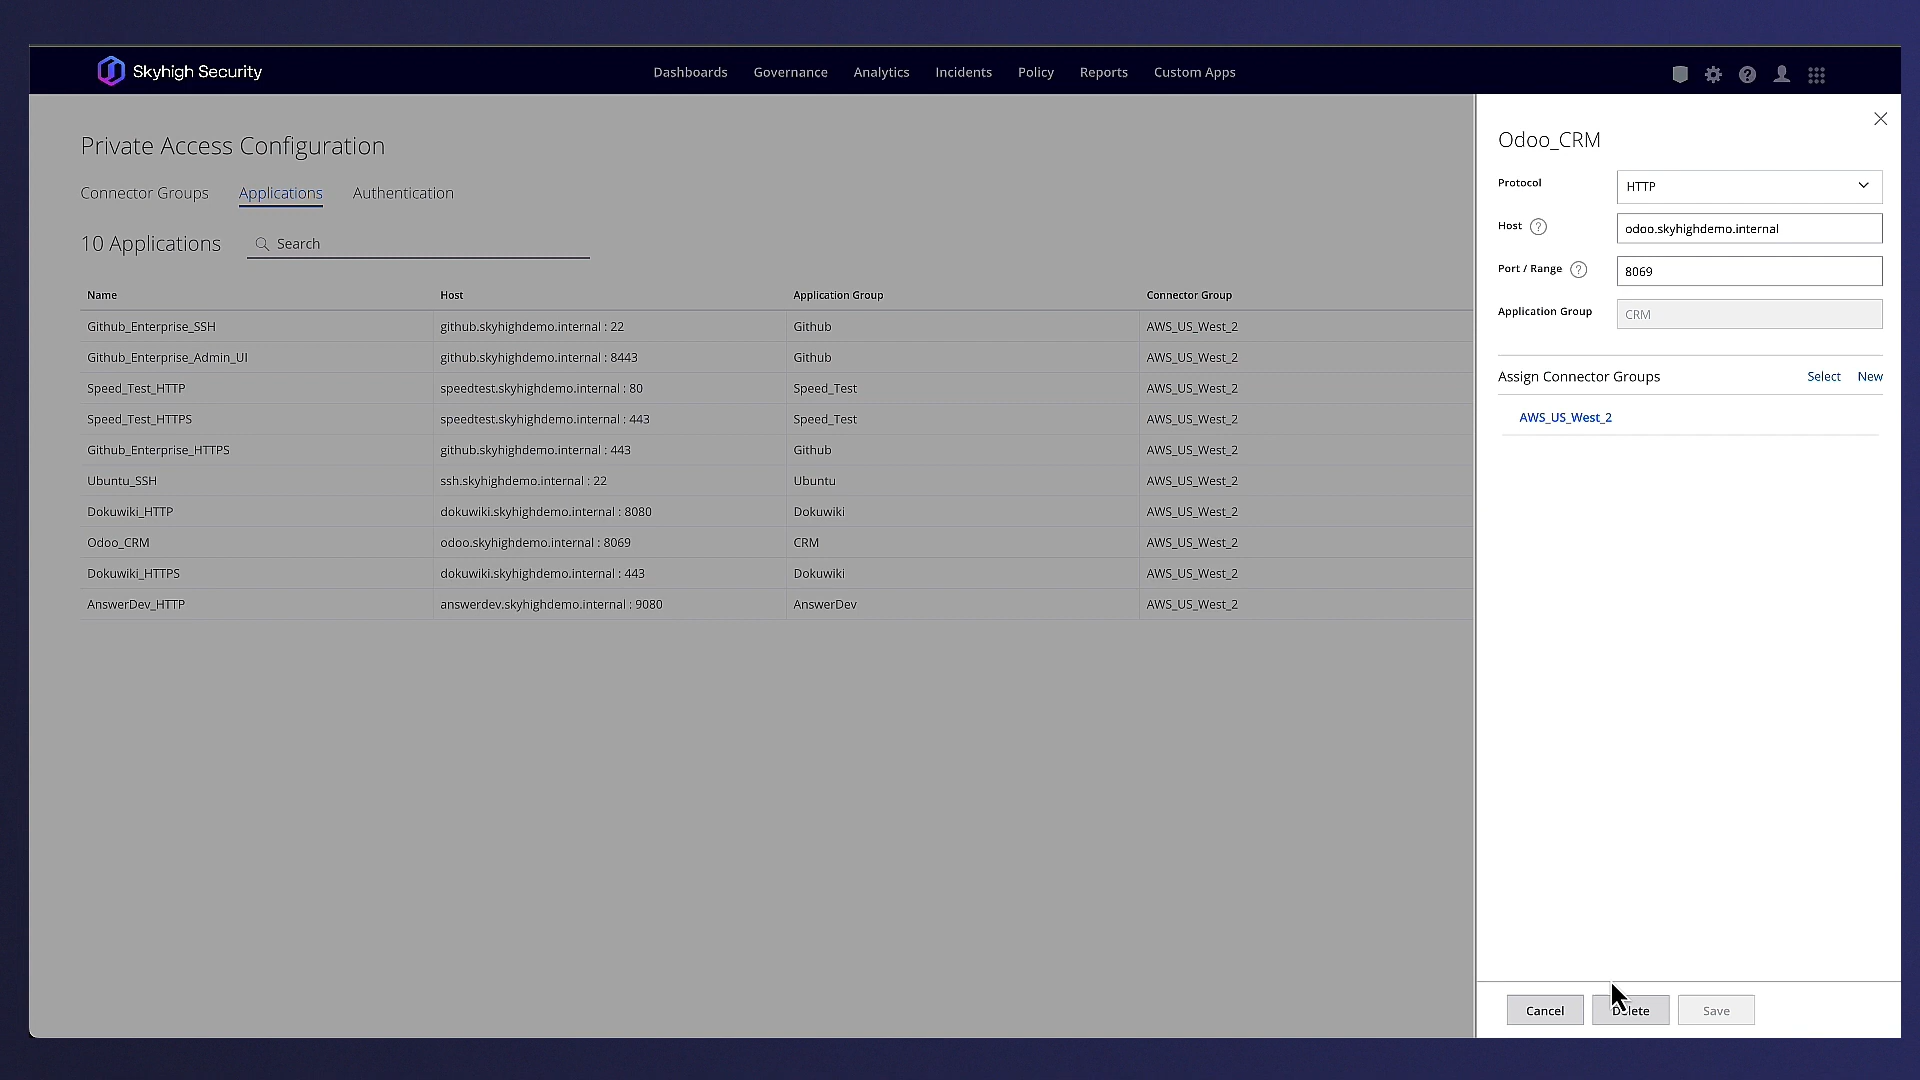 Skyhigh Security
Dashboards Governance Analytics Incidents Policy Reports Custom Apps
Private Access Configuration
Connector Groups Applications Authentication
10 Applications Search
Name Host Application Group Connector Group
Github_Enterprise_SSH github.skyhighdemo.internal : 22 Github AWS_US_West_2
Github_Enterprise_Admin_UI github.skyhighdemo.internal : 8443 Github AWS_US_West_2
Speed_Test_HTTP speedtest.skyhighdemo.internal : 80 Speed_Test AWS_US_West_2
Speed_Test_HTTPS speedtest.skyhighdemo.internal : 443 Speed_Test AWS_US_West_2
Github_Enterprise_HTTPS github.skyhighdemo.internal : 443 Github AWS_US_West_2
Ubuntu_SSH ssh.skyhighdemo.internal : 22 Ubuntu AWS_US_West_2
Dokuwiki_HTTP dokuwiki.skyhighdemo.internal : 8080 Dokuwiki AWS_US_West_2
Odoo_CRM odoo.skyhighdemo.internal : 8069 CRM AWS_US_West_2
Dokuwiki_HTTPS dokuwiki.skyhighdemo.internal : 443 Dokuwiki AWS_US_West_2
AnswerDev_HTTP answerdev.skyhighdemo.internal : 9080 AnswerDev AWS_US_West_2
Odoo_CRM
Protocol HTTP
Host ? odoo.skyhighdemo.internal
Port / Range ? 8069
Application Group CRM
Assign Connector Groups Select New
AWS_US_West_2
Cancel Delete Save